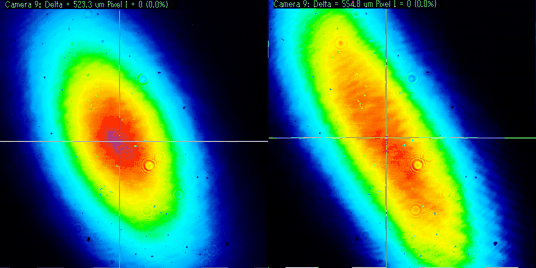 Camera 9: Delta = 523.3 um Pixel I = 0 (0.0%)
Camera 9: Delta = 554.8 um Pixel I = 0 (0.0%)